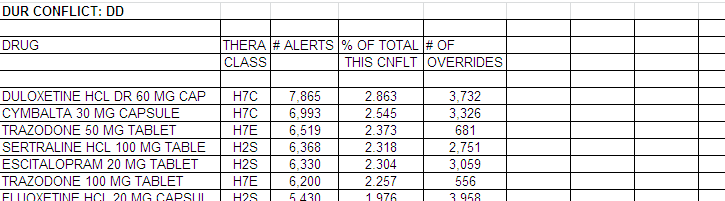 DUR CONFLICT: DD
DRUG THERA # ALERTS % OF TOTAL # OF
CLASS THIS CNFLT OVERRIDES
DULOXETINE HCL DR 60 MG CAP H7C 7,865 2.863 3,732
CYMBALTA 30 MG CAPSULE H7C 6,993 2.545 3,326
TRAZODONE 50 MG TABLET H7E 6,519 2.373 681
SERTRALINE HCL 100 MG TABLE H2S 6,368 2.318 2,751
ESCITALOPRAM 20 MG TABLET H2S 6,330 2.304 3,059
TRAZODONE 100 MG TABLET H7E 6,200 2.257 556
FLUOXETINE HCL 20 MG CAPSUL H2S 5,430 1.976 3,958